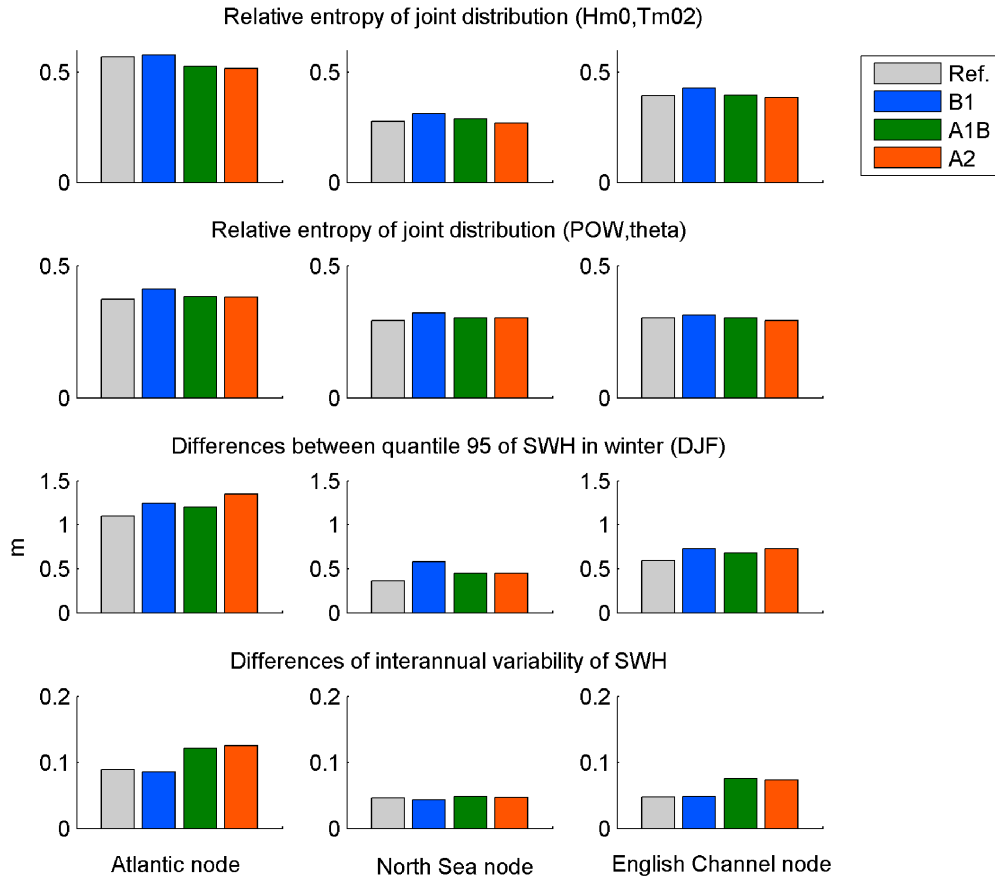 Relative entropy of joint distribution (Hm0,Tm02)
0.5
0
0.5
0
0.5
0
Ref.
B1
A1B
A2
Relative entropy of joint distribution (POW,theta)
0.5
0
0.5
0
0.5
0
Differences between quantile 95 of SWH in winter (DJF)
m
1.5
1
0.5
0
1.5
1
0.5
0
1.5
1
0.5
0
Differences of interannual variability of SWH
0.2
0.1
0
0.2
0.1
0
0.2
0.1
0
Atlantic node
North Sea node
English Channel node